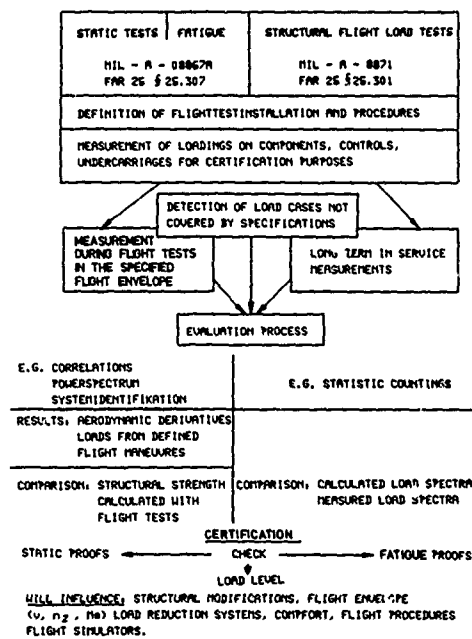 STATIC TESTS | FATIGUE
MIL - A - 08867A
FAR 25 § 25.307
STRUCTURAL FLIGHT LOAD TESTS
MIL - A - 8871
FAR 25 § 25.301
DEFINITION OF FLIGHTTESTINSTALLATION AND PROCEDURES
MEASUREMENT OF LOADINGS ON COMPONENTS, CONTROLS,
UNDERCARRIAGES FOR CERTIFICATION PURPOSES
DETECTION OF LOAD CASES NOT
COVERED BY SPECIFICATIONS
MEASUREMENT
DURING FLIGHT TESTS
IN THE SPECIFIED
FLIGHT ENVELOPE
LONG TERM IN SERVICE
MEASUREMENTS
EVALUATION PROCESS
E.G. CORRELATIONS
POWERSPECTRUM
SYSTEMIDENTIFIKATION
E.G. STATISTIC COUNTINGS
RESULTS: AERODYNAMIC DERIVATIVES
LOADS FROM DEFINED
FLIGHT MANEUVRES
COMPARISON: STRUCTURAL STRENGTH
CALCULATED WITH
FLIGHT TESTS
COMPARISON: CALCULATED LOAD SPECTRA
MEASURED LOAD SPECTRA
CERTIFICATION
STATIC PROOFS CHECK FATIGUE PROOFS
LOAD LEVEL
WILL INFLUENCE: STRUCTURAL MODIFICATIONS, FLIGHT ENVELOPE
(v, nz, Ma) LOAD REDUCTION SYSTEMS, COMFORT, FLIGHT PROCEDURES
FLIGHT SIMULATORS.